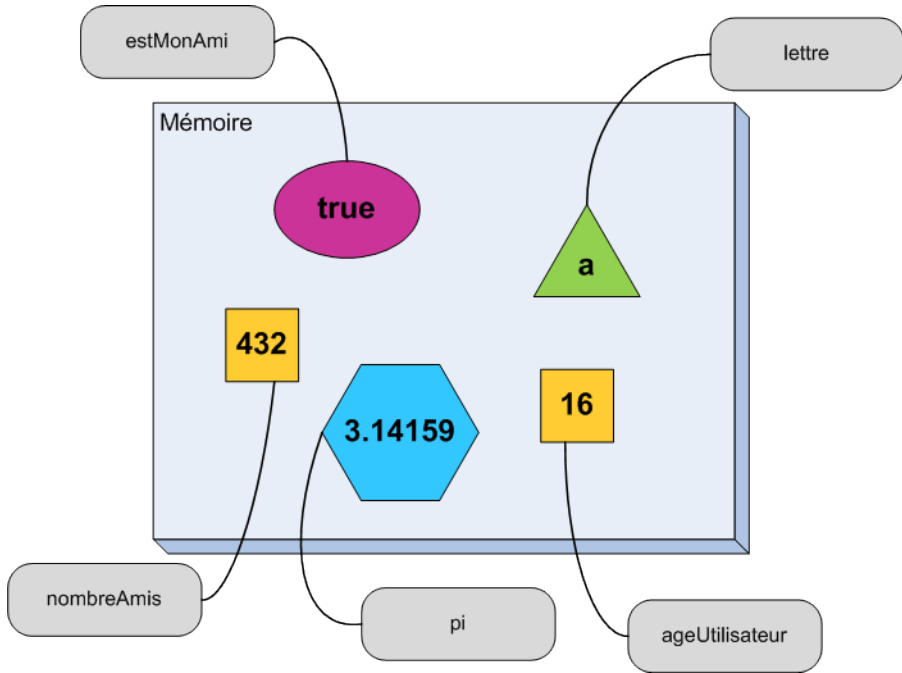 estMonAmi
lettre
Mémoire
true
a
432
3.14159
16
nombreAmis
pi
ageUtilisateur